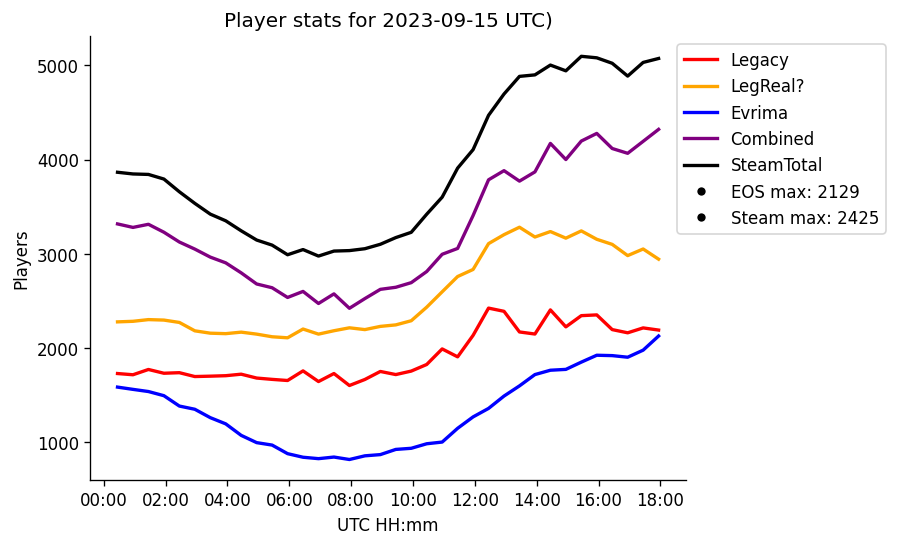 Player stats for 2023-09-15 UTC)
Players
5000
4000
3000
2000
1000
00:00 02:00 04:00 06:00 08:00 10:00 12:00 14:00 16:00 18:00
UTC HH:mm
Legacy
LegReal?
Evrima
Combined
SteamTotal
EOS max: 2129
Steam max: 2425